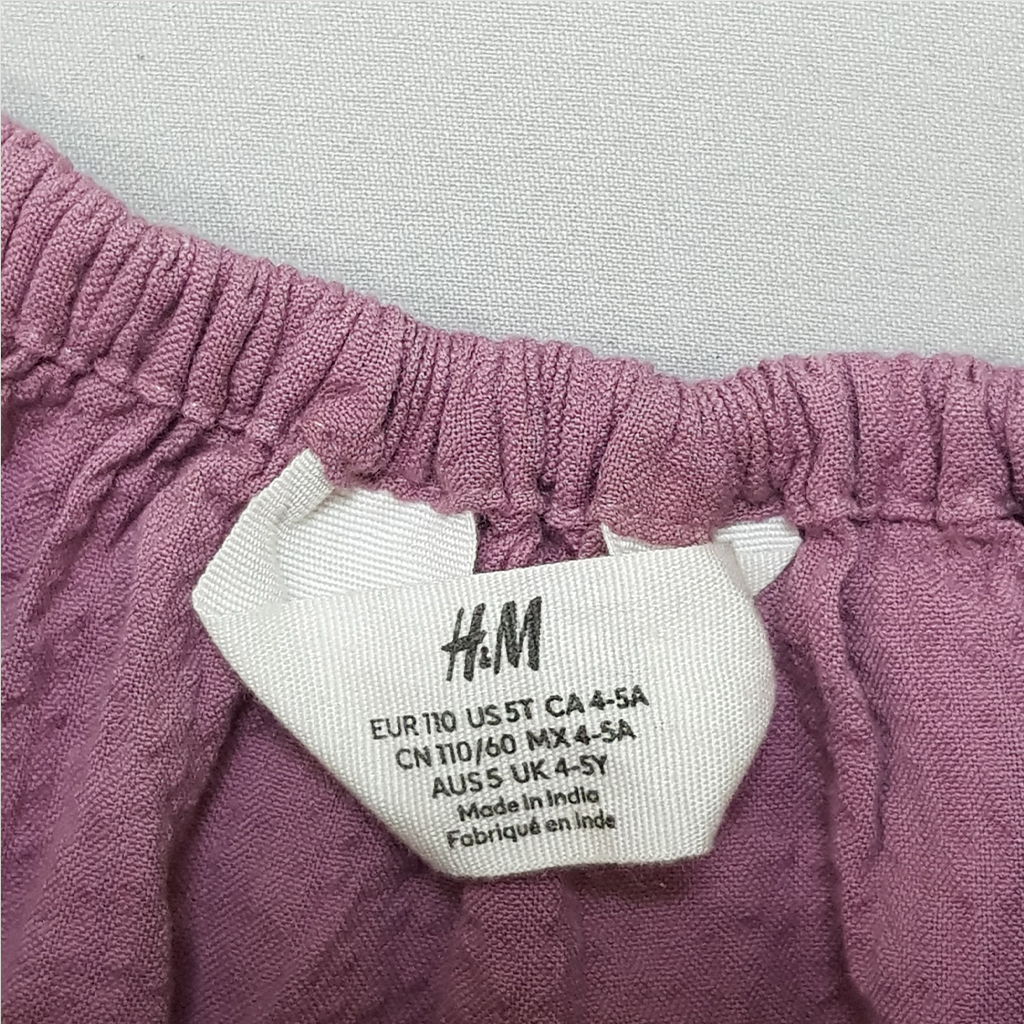 H&M
EUR 110 US 5T CA 4-5A
CN 110/60 MX 4-5A
AUS 5 UK 4-5Y
Made in India
Fabriqué en Inde